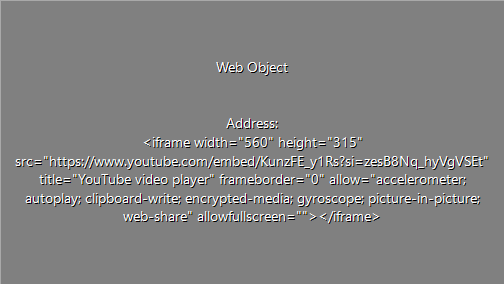 Web Object
Address:
<iframe width="560" height="315"
src="https://www.youtube.com/embed/KunzFE_y1Rs?si=zesB8Nq_hyVgVSEt"
title="YouTube video player" frameborder="0" allow="accelerometer;
autoplay; clipboard-write; encrypted-media; gyroscope; picture-in-picture;
web-share" allowfullscreen=""></iframe>